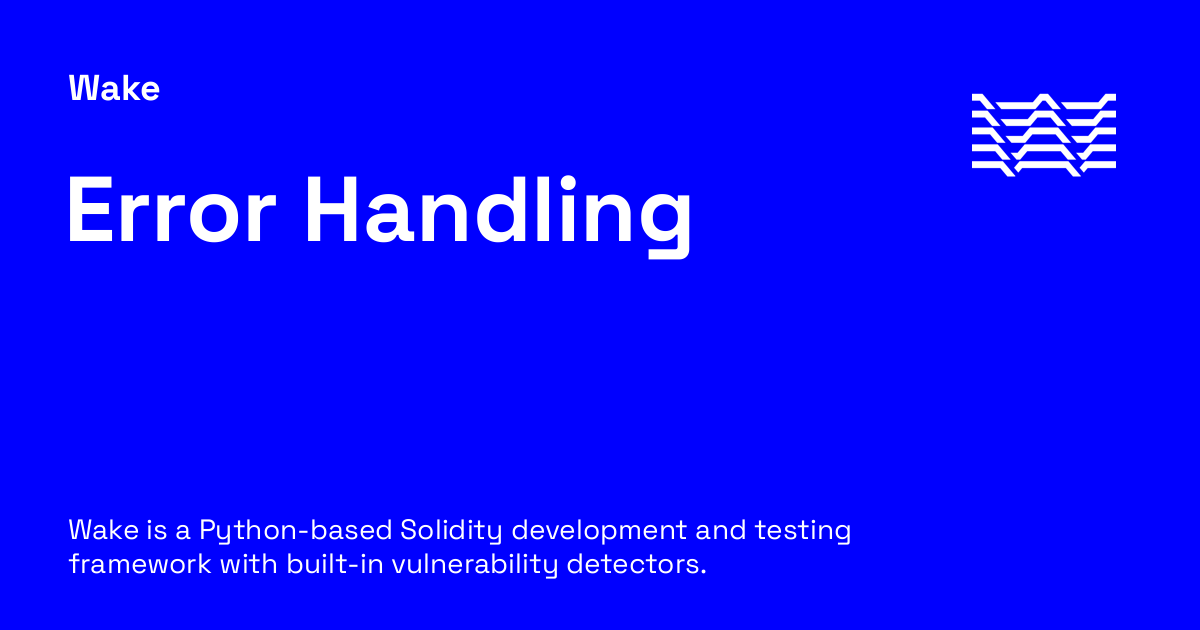 Wake
Error Handling
Wake is a Python-based Solidity development and testing
framework with built-in vulnerability detectors.